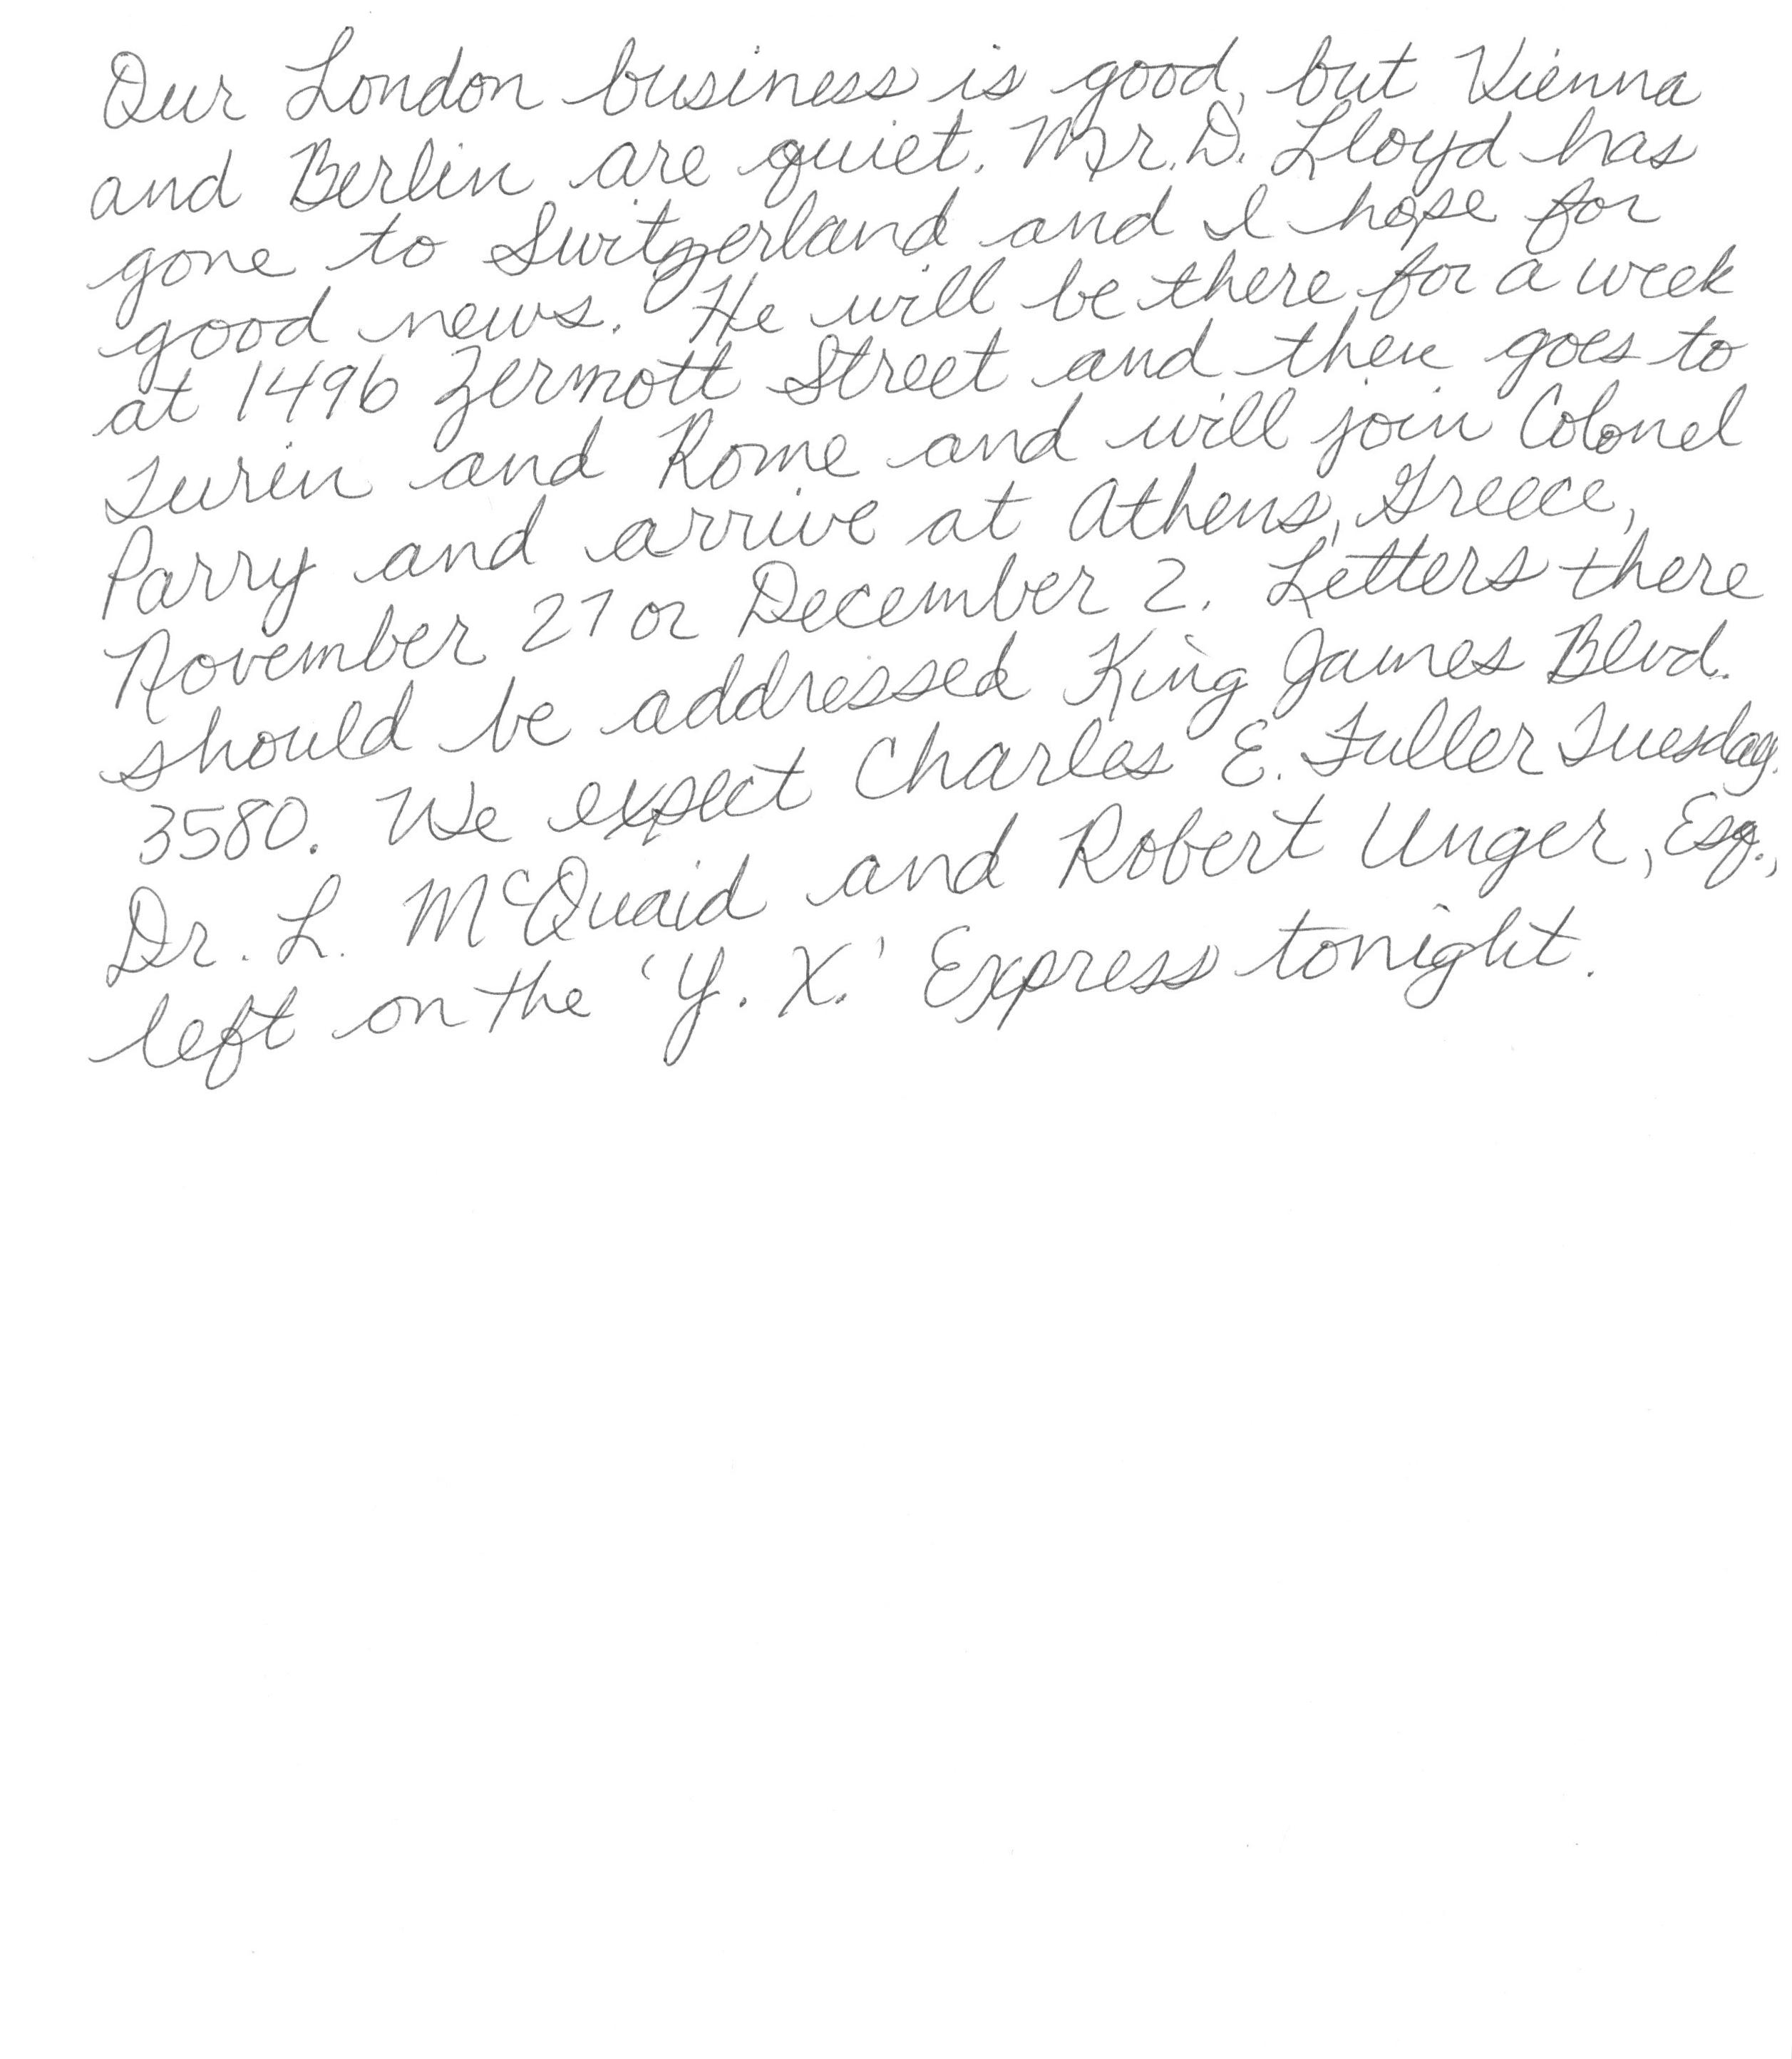 Our London business is good, but Vienna
and Berlin are quiet. Mr. D. Lloyd has
gone to Switzerland and I hope for
good news. He will be there for a week
at 1496 Zermott Street and then goes to
Turin and Rome and will join Colonel
Parry and arrive at Athens, Greece,
November 27 or December 2. Letters there
should be addressed King James Blvd.
3580. We expect Charles E. Fuller Tuesday.
Dr. L. McQuaid and Robert Unger, Esq.,
left on the 'Y. X.' Express tonight.